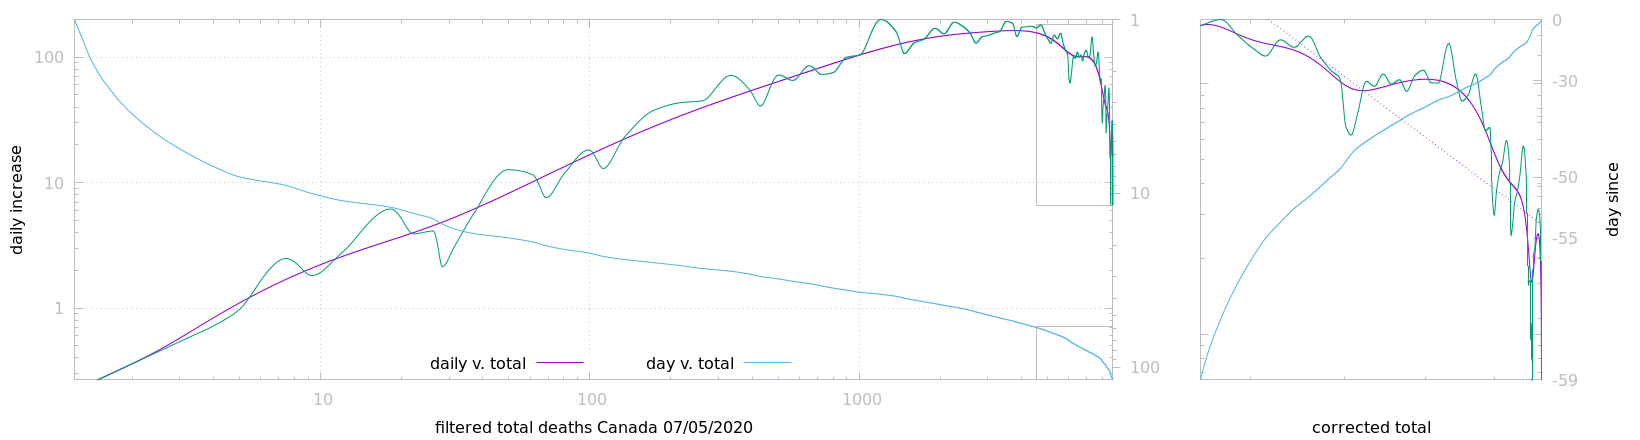 100
10
1
daily increase
daily v. total
day v. total
10
100
1000
filtered total deaths Canada 07/05/2020
1
10
100
0
-30
-50
-55
-59
day since
corrected total